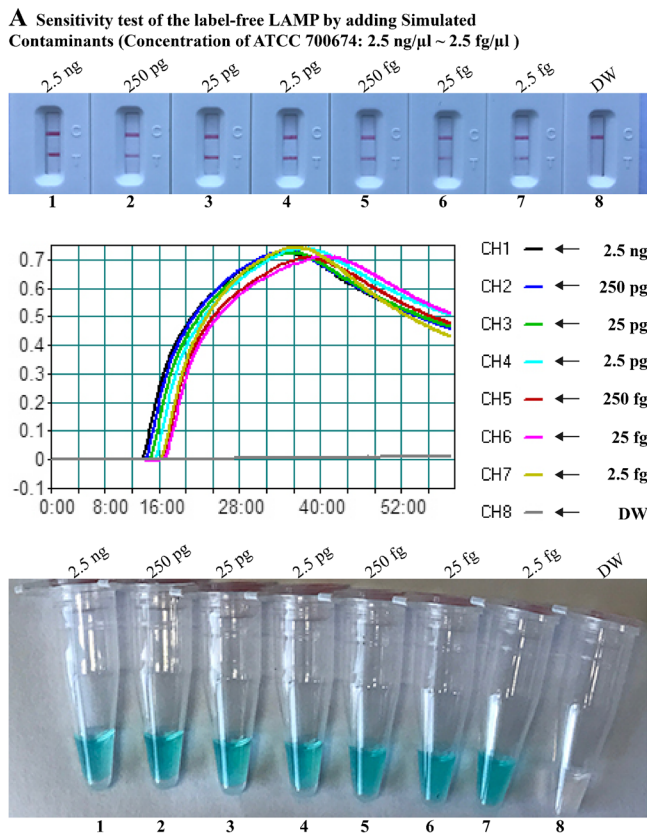 A Sensitivity test of the label-free LAMP by adding Simulated
Contaminants (Concentration of ATCC 700674: 2.5 ng/μl ~ 2.5 fg/μl )
2.5 ng 250 pg 25 pg 2.5 pg 250 fg 25 fg 2.5 fg DW
C C C C C C C C
T T T T T T T T
1 2 3 4 5 6 7 8
0.7
0.6
0.5
0.4
0.3
0.2
0.1
0
-0.1
0:00 8:00 16:00 28:00 40:00 52:00
CH1 2.5 ng
CH2 250 pg
CH3 25 pg
CH4 2.5 pg
CH5 250 fg
CH6 25 fg
CH7 2.5 fg
CH8 DW
2.5 ng 250 pg 25 pg 2.5 pg 250 fg 25 fg 2.5 fg DW
1 2 3 4 5 6 7 8